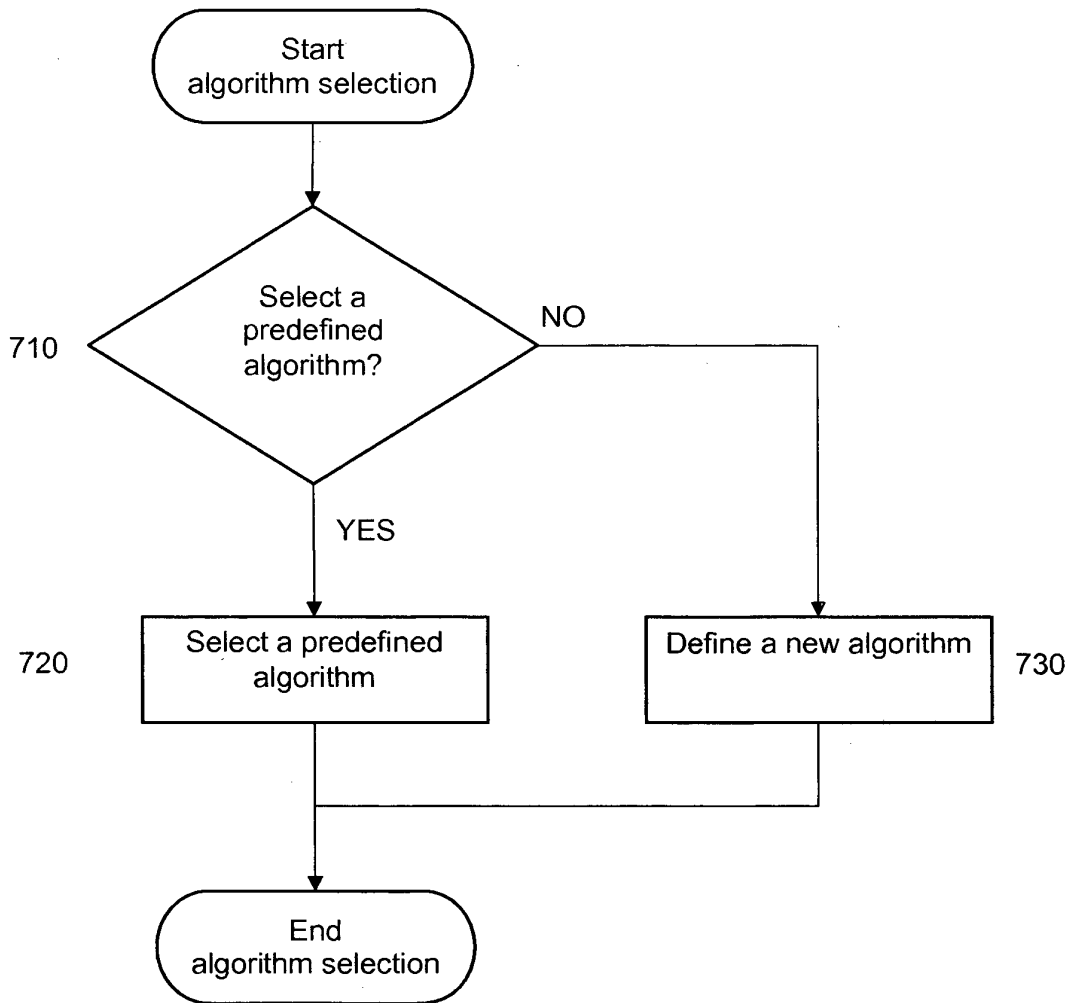 Start
algorithm selection
Select a
predefined
algorithm?
710
NO
YES
Select a predefined
algorithm
720
Define a new algorithm
730
End
algorithm selection